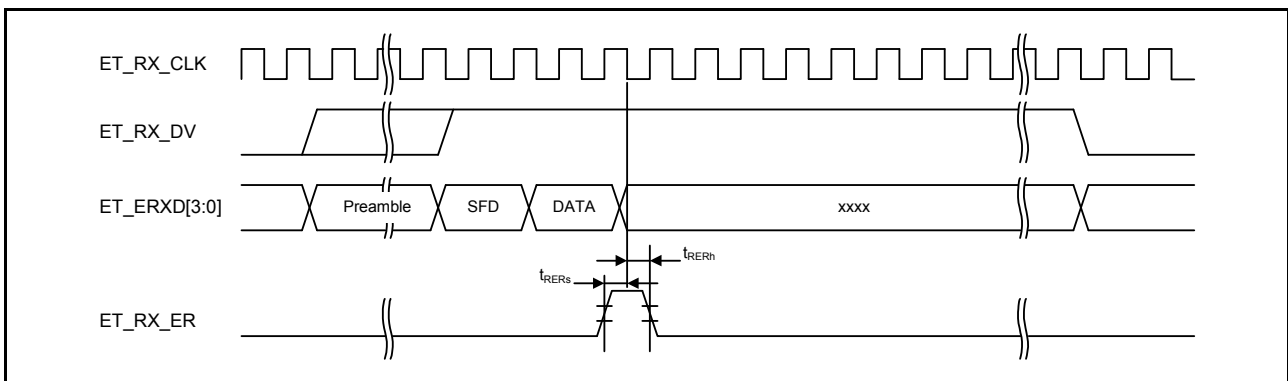 ET_RX_CLK
ET_RX_DV
ET_ERXD[3:0]
Preamble
SFD
DATA
xxxx
tRERh
tRERs
ET_RX_ER